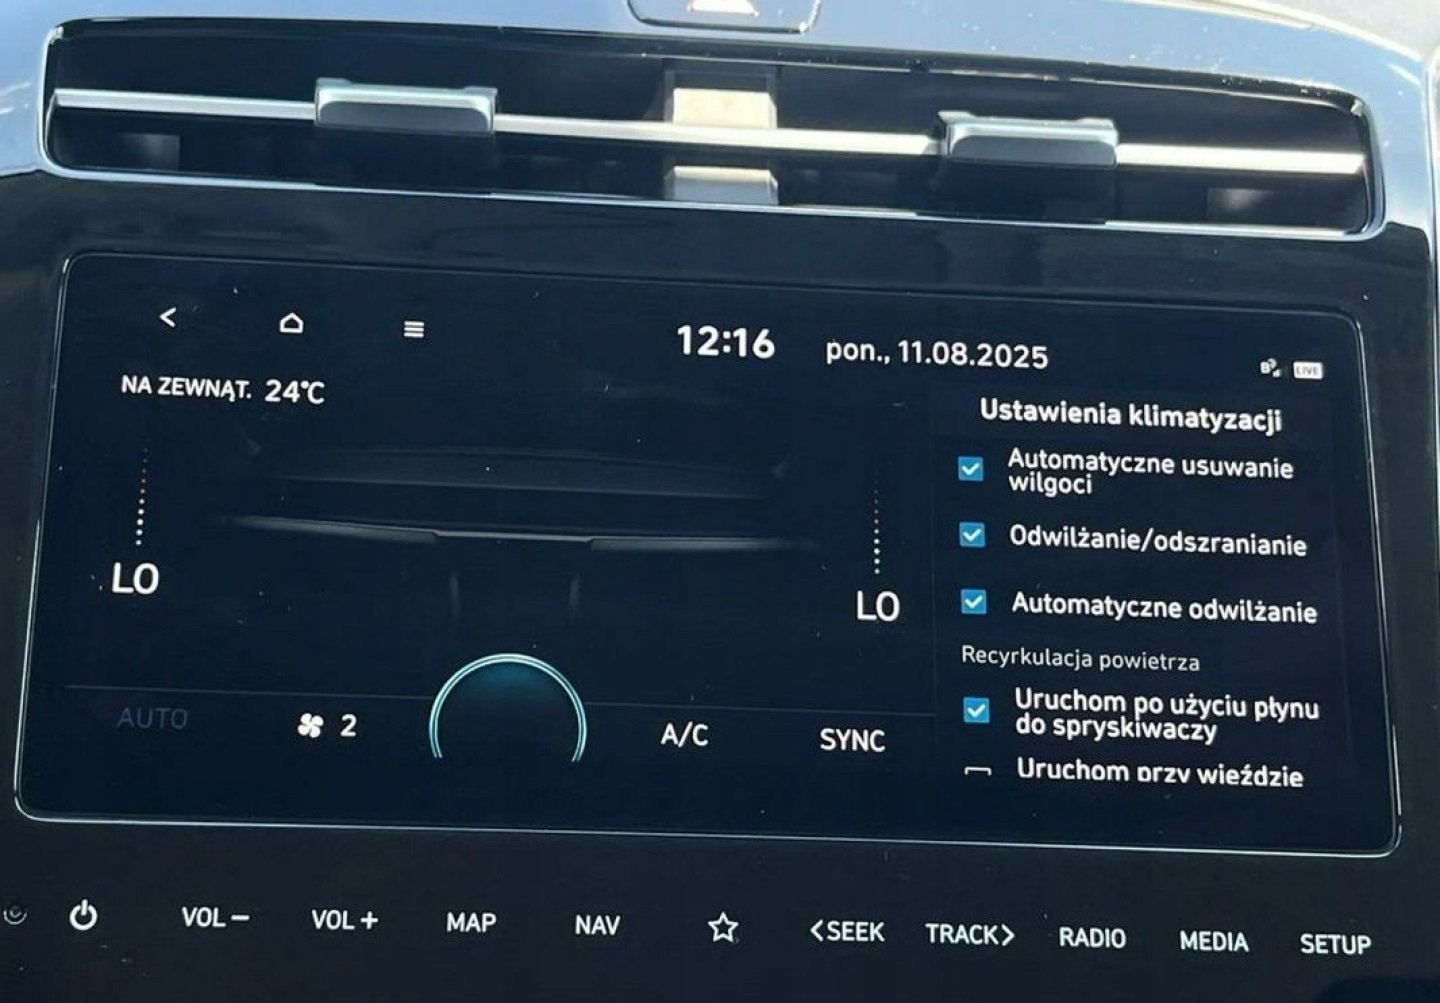 12:16 pon., 11.08.2025
LIVE
NA ZEWNĄT. 24°C
Ustawienia klimatyzacji
Automatyczne usuwanie
wilgoci
Odwilżanie/odszranianie
Automatyczne odwilżanie
Recyrkulacja powietrza
Uruchom po użyciu płynu
do spryskiwaczy
Uruchom przy wieździe
LO
LO
AUTO
2
A/C
SYNC
VOL−
VOL+
MAP
NAV
<SEEK
TRACK>
RADIO
MEDIA
SETUP